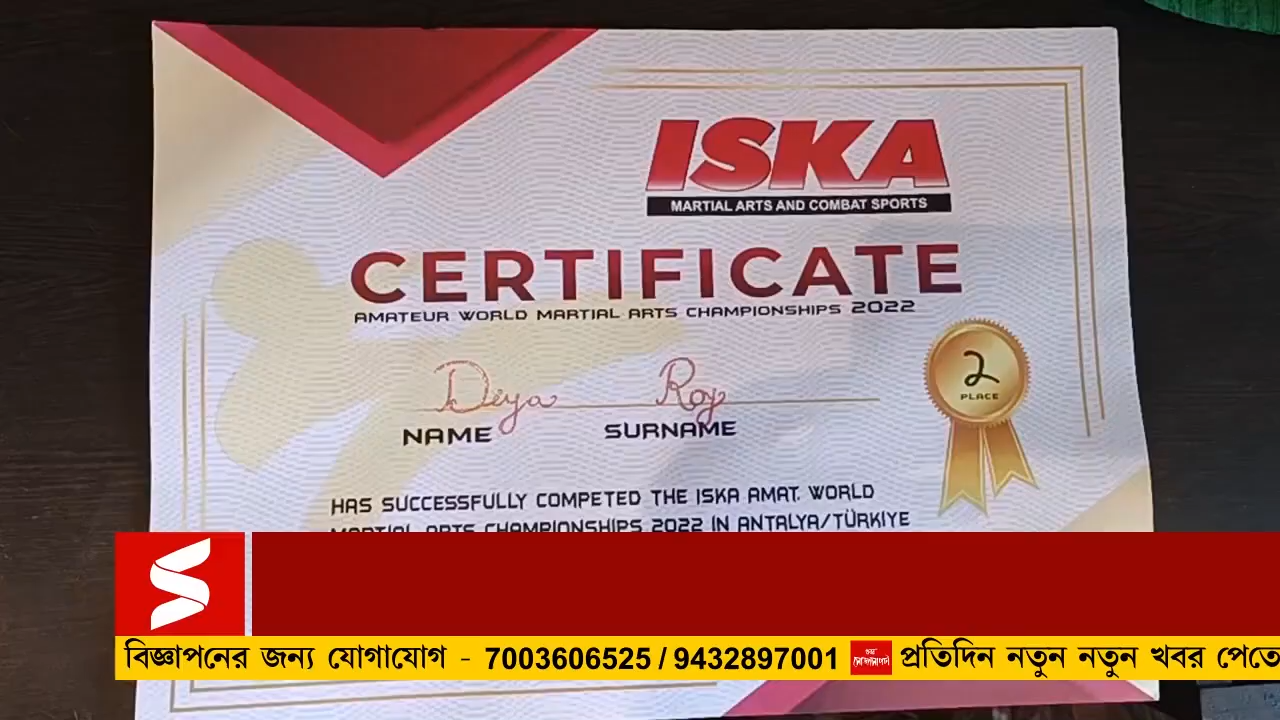 ISKA
MARTIAL ARTS AND COMBAT SPORTS
CERTIFICATE
AMATEUR WORLD MARTIAL ARTS CHAMPIONSHIPS 2022
Deya Roy
NAME SURNAME
2
PLACE
HAS SUCCESSFULLY COMPETED THE ISKA AMAT. WORLD
MARTIAL ARTS CHAMPIONSHIPS 2022 IN ANTALYA/TÜRKIYE
বিজ্ঞাপনের জন্য যোগাযোগ - 7003606525 / 9432897001 প্রতিদিন নতুন নতুন খবর পেতে